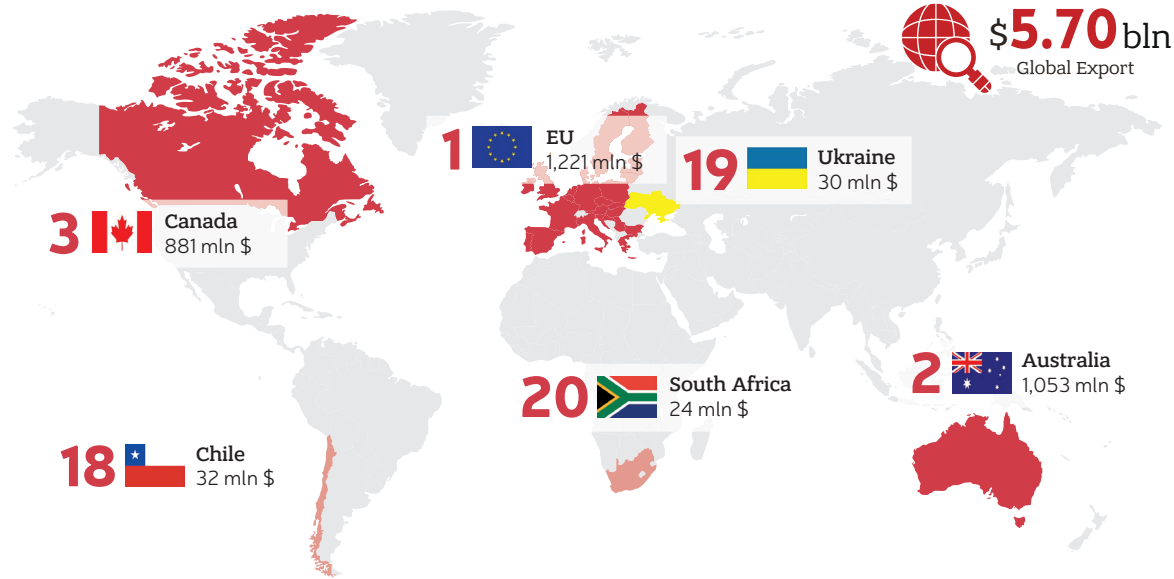 $5.70 bln
Global Export
1
EU
1,221 mln $
19
Ukraine
30 mln $
3
Canada
881 mln $
2
Australia
1,053 mln $
20
South Africa
24 mln $
18
Chile
32 mln $